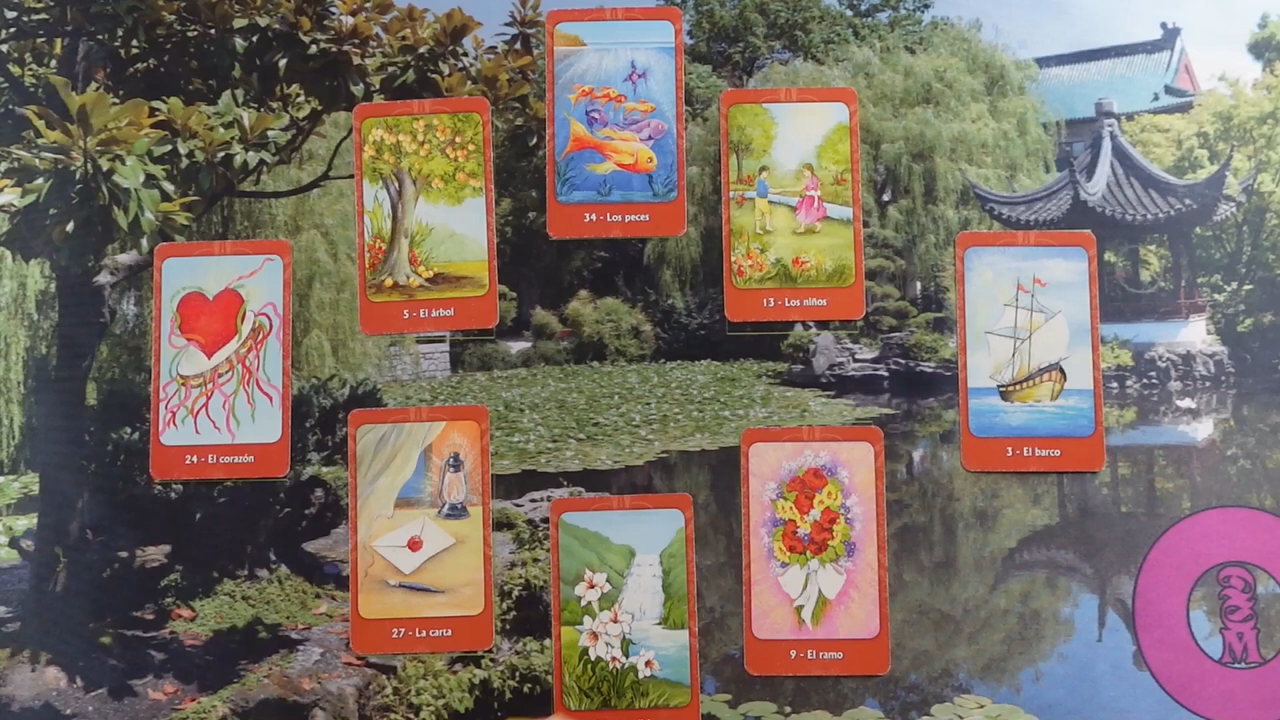 34 - Los peces
13 - Los niños
5 - El árbol
24 - El corazón
3 - El barco
27 - La carta
9 - El ramo